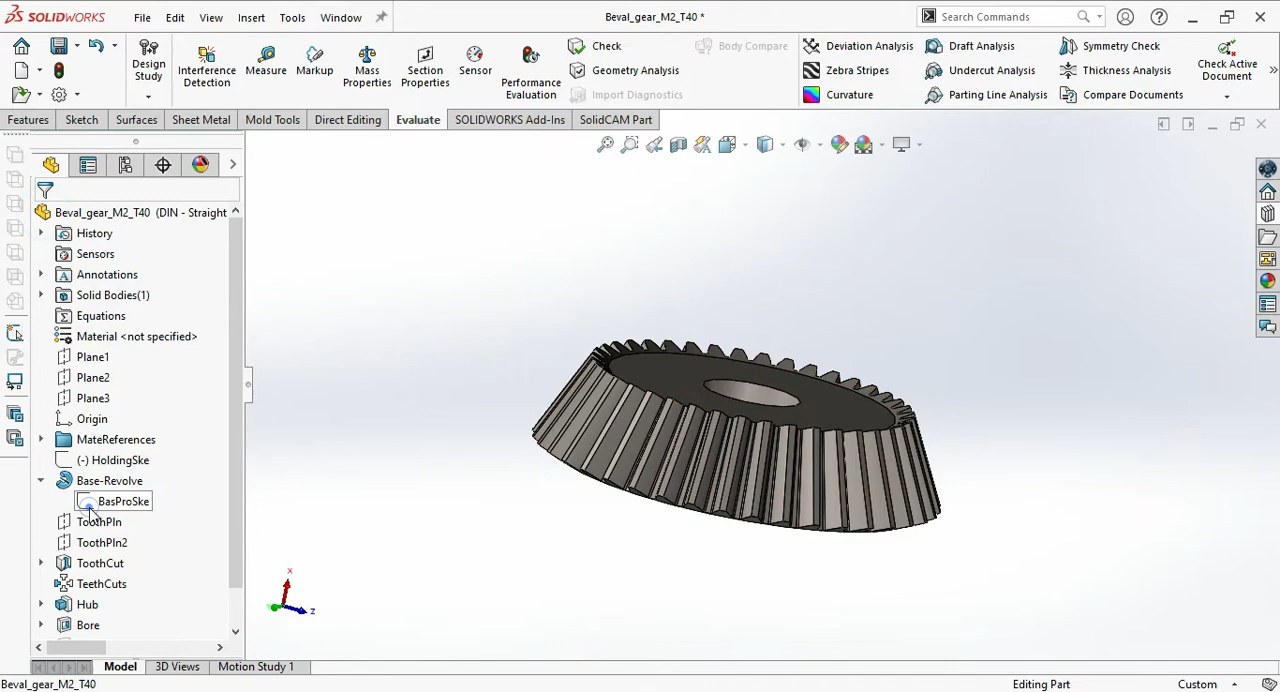 SOLIDWORKS File Edit View Insert Tools Window Beval_gear_M2_T40 * Search Commands
Design Study
Interference Detection
Measure
Markup
Mass Properties
Section Properties
Sensor
Performance Evaluation
Check
Geometry Analysis
Import Diagnostics
Body Compare
Deviation Analysis
Zebra Stripes
Curvature
Draft Analysis
Undercut Analysis
Parting Line Analysis
Symmetry Check
Thickness Analysis
Compare Documents
Check Active Document
Features Sketch Surfaces Sheet Metal Mold Tools Direct Editing Evaluate SOLIDWORKS Add-Ins SolidCAM Part
Beval_gear_M2_T40 (DIN - Straight
History
Sensors
Annotations
Solid Bodies(1)
Equations
Material <not specified>
Plane1
Plane2
Plane3
Origin
MateReferences
(-) HoldingSke
Base-Revolve
BasProSke
ToothPln
ToothPln2
ToothCut
TeethCuts
Hub
Bore
x
z
Model 3D Views Motion Study 1
Beval_gear_M2_T40 Editing Part Custom